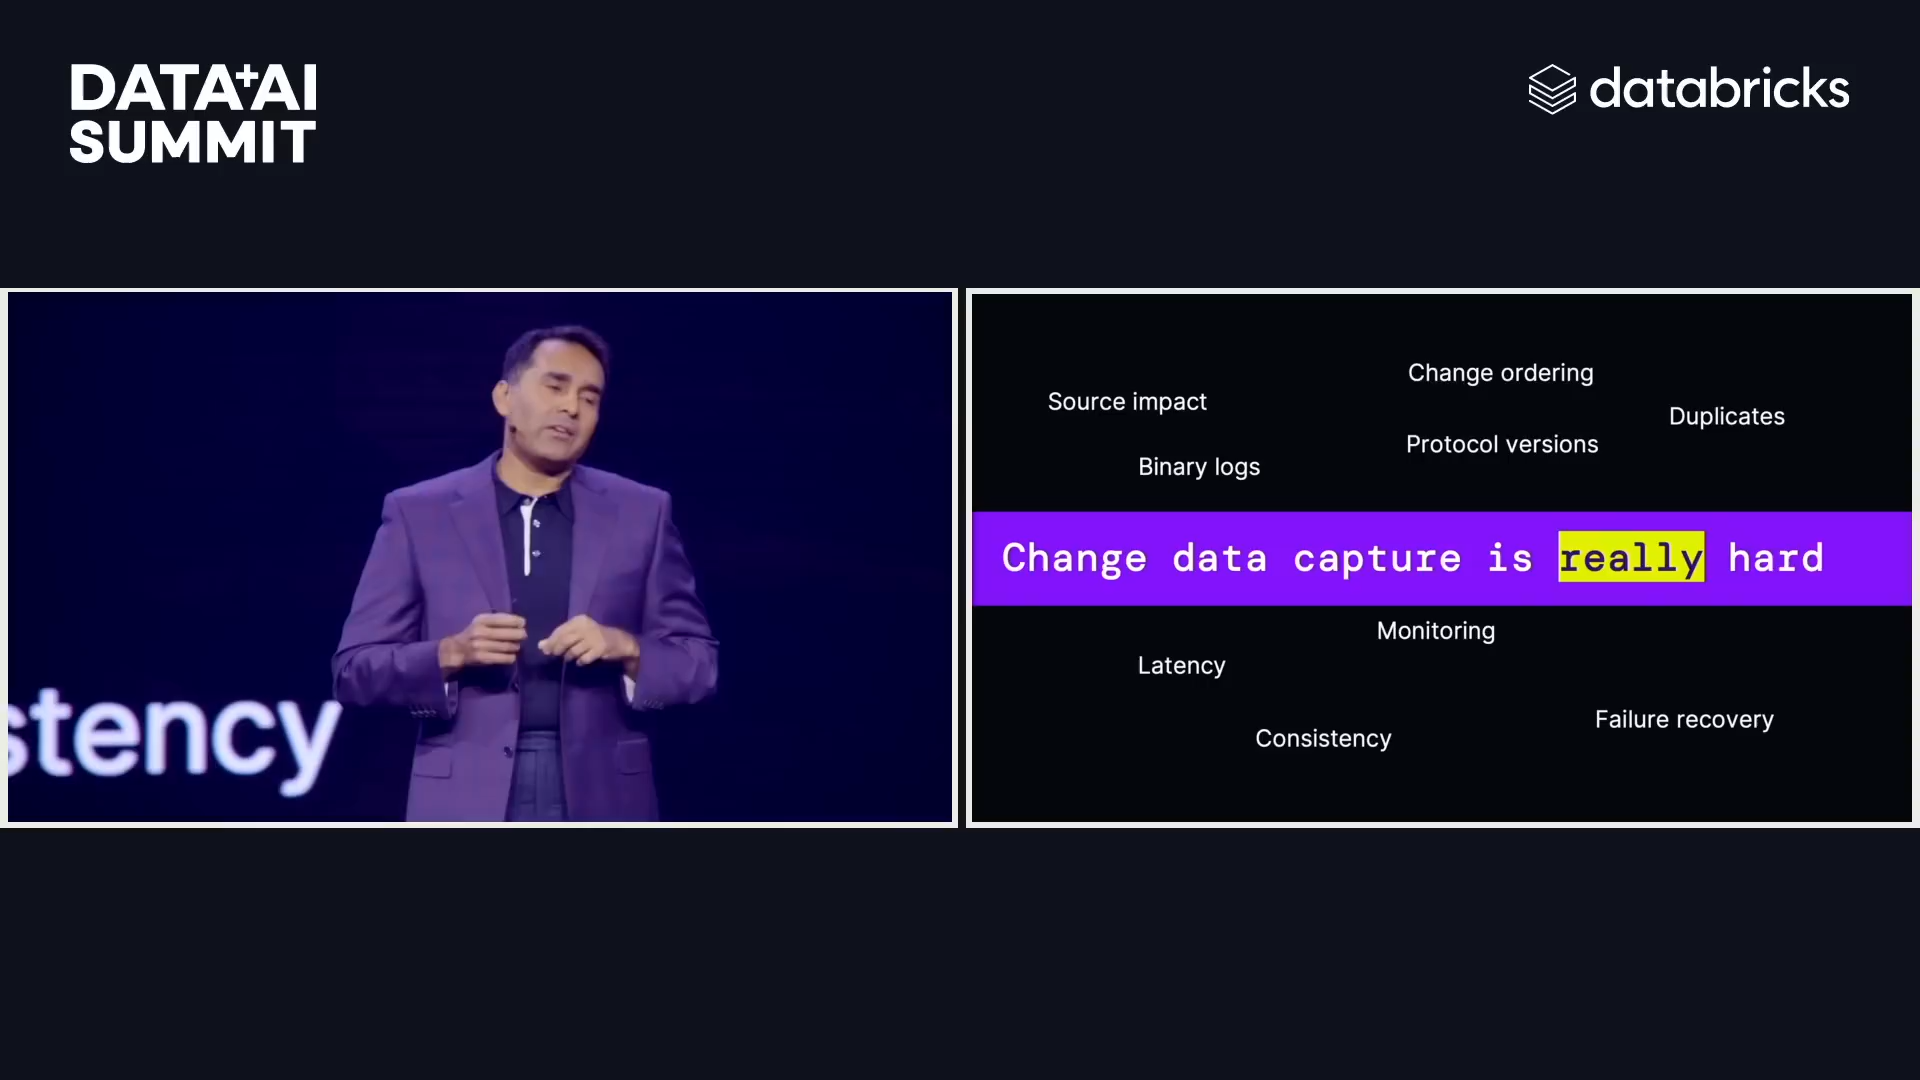 DATA+AI
SUMMIT
databricks
stency
Source impact
Change ordering
Duplicates
Binary logs
Protocol versions
Change data capture is really hard
Monitoring
Latency
Consistency
Failure recovery